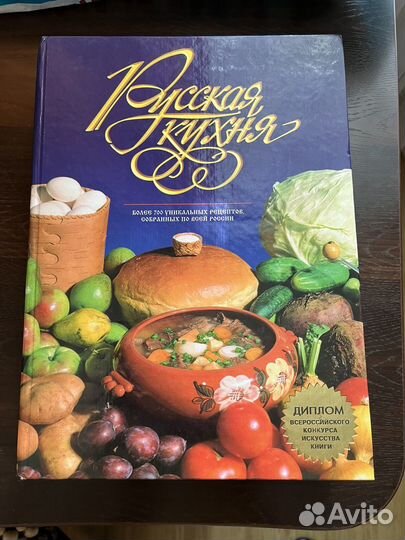 Русская
кухня
БОЛЕЕ 700 УНИКАЛЬНЫХ РЕЦЕПТОВ,
СОБРАННЫХ ПО ВСЕЙ РОССИИ
ДИПЛОМ
ВСЕРОССИЙСКОГО
КОНКУРСА
ИСКУССТВА
КНИГИ
Avito